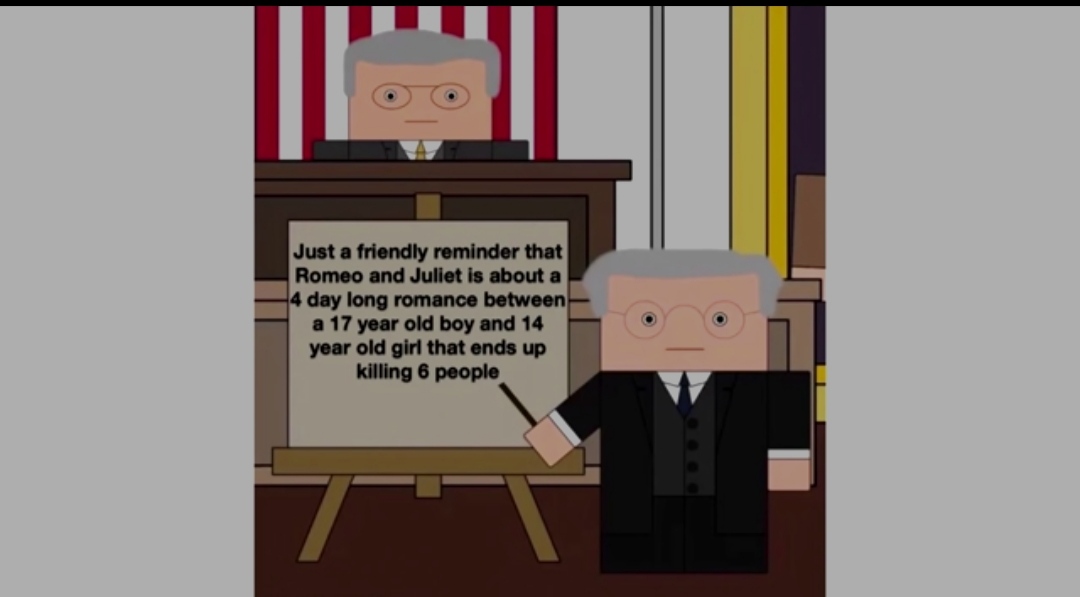 Just a friendly reminder that
Romeo and Juliet is about a
4 day long romance between
a 17 year old boy and 14
year old girl that ends up
killing 6 people